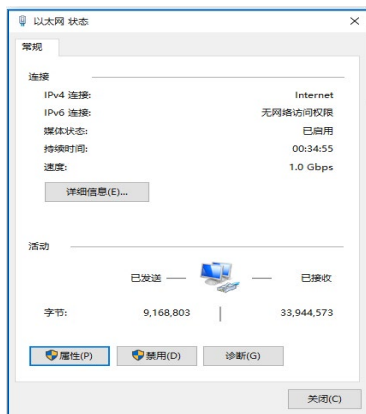 以太网 状态
常规
连接
IPv4 连接: Internet
IPv6 连接: 无网络访问权限
媒体状态: 已启用
持续时间: 00:34:55
速度: 1.0 Gbps
详细信息(E)...
活动
已发送 已接收
字节: 9,168,803 33,944,573
属性(P) 禁用(D) 诊断(G)
关闭(C)